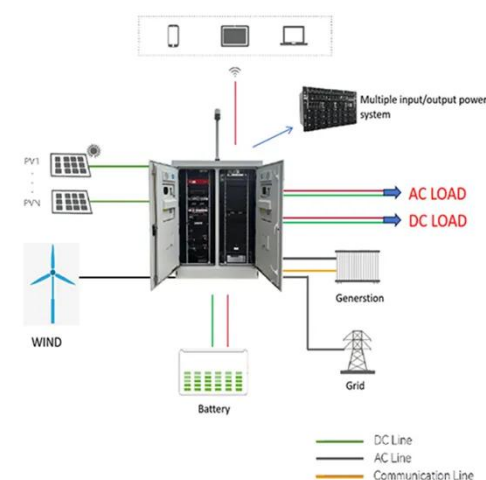 Multiple input/output power
system
PV1
PVN
AC LOAD
DC LOAD
WIND
Generstion
Grid
Battery
DC Line
AC Line
Communication Line